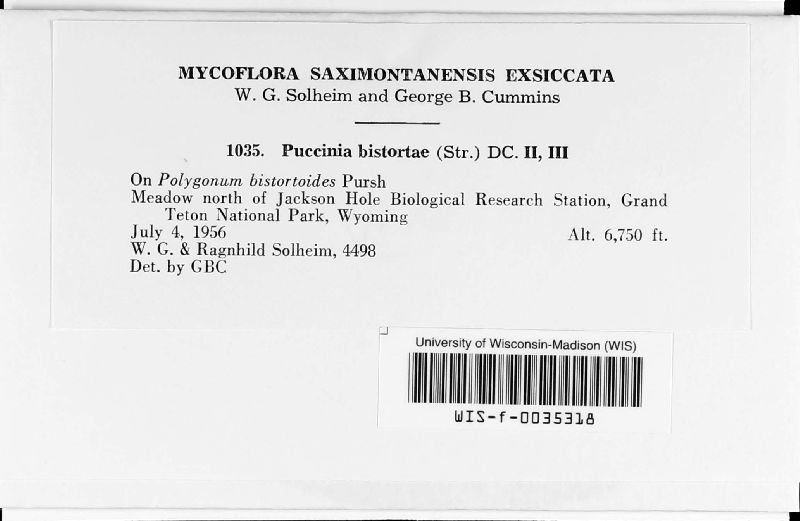 MYCOFLORA SAXIMONTANENSIS EXSICCATA
W. G. Solheim and George B. Cummins
1035. Puccinia bistortae (Str.) DC. II, III
On Polygonum bistortoides Pursh
Meadow north of Jackson Hole Biological Research Station, Grand
Teton National Park, Wyoming
July 4, 1956 Alt. 6,750 ft.
W. G. & Ragnhild Solheim, 4498
Det. by GBC
University of Wisconsin-Madison (WIS)
WIS-f-0035318